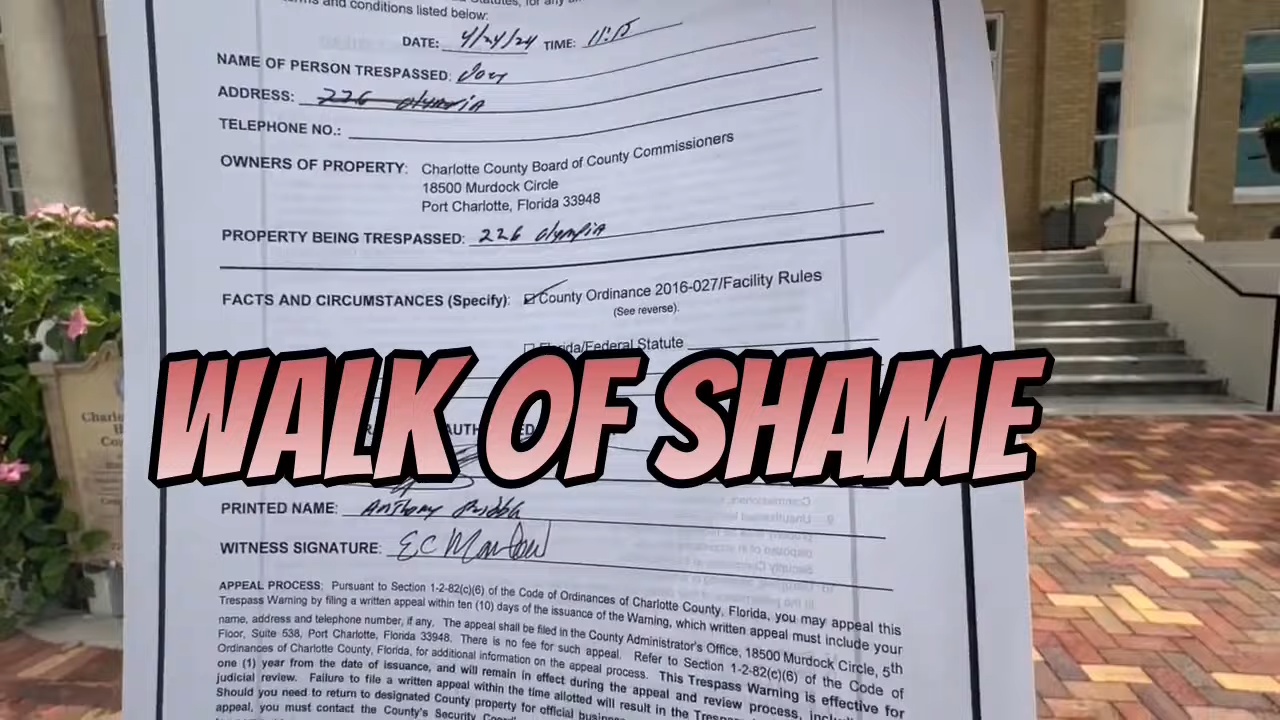 terms and conditions listed below:
DATE: 4/24/24 TIME: 11:15
NAME OF PERSON TRESPASSED:
ADDRESS: 226 Olympia
TELEPHONE NO.:
OWNERS OF PROPERTY: Charlotte County Board of County Commissioners
18500 Murdock Circle
Port Charlotte, Florida 33948
PROPERTY BEING TRESPASSED: 226 Olympia
FACTS AND CIRCUMSTANCES (Specify): County Ordinance 2016-027/Facility Rules
(See reverse).
Florida/Federal Statute
WALK OF SHAME
PRINTED NAME: Anthony
WITNESS SIGNATURE: EC
APPEAL PROCESS: Pursuant to Section 1-2-82(c)(6) of the Code of Ordinances of Charlotte County, Florida, you may appeal this
Trespass Warning by filing a written appeal within ten (10) days of the issuance of the Warning, which written appeal must include your
name, address and telephone number, if any. The appeal shall be filed in the County Administrator's Office, 18500 Murdock Circle, 5th
Floor, Suite 538, Port Charlotte, Florida 33948. There is no fee for such appeal. Refer to Section 1-2-82(c)(6) of the Code of
Ordinances of Charlotte County, Florida, for additional information on the appeal process. This Trespass Warning is effective for
one (1) year from the date of issuance, and will remain in effect during the appeal and review process,
judicial review. Failure to file a written appeal within the time allotted will result in the
Should you need to return to designated County property for official
appeal, you must contact the County's Security